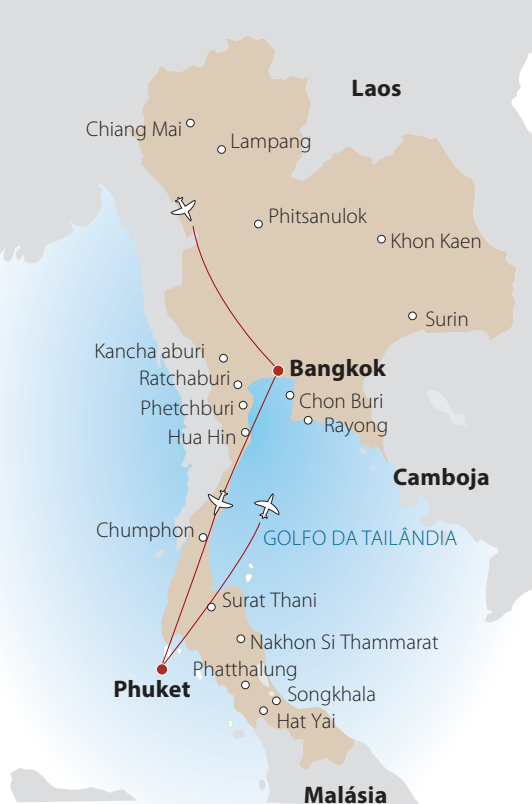 Laos
Chiang Mai
Lampang
Phitsanulok
Khon Kaen
Surin
Kancha aburi
Bangkok
Ratchaburi
Chon Buri
Phetchburi
Rayong
Hua Hin
Camboja
Chumphon
GOLFO DA TAILÂNDIA
Surat Thani
Nakhon Si Thammarat
Phatthalung
Phuket
Songkhala
Hat Yai
Malásia